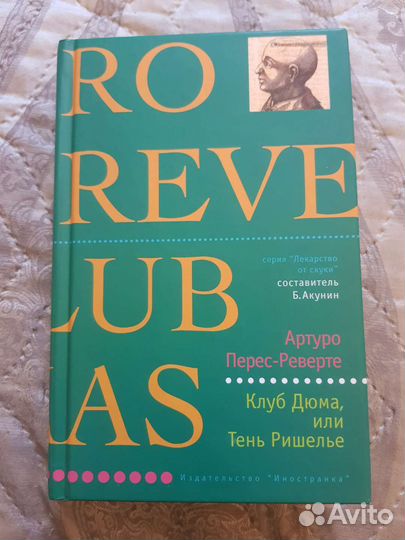 RO
REVE
серия "Лекарство
от скуки"
составитель
Б.Акунин
LUB
Артуро
Перес-Реверте
AS
Клуб Дюма,
или
Тень Ришелье
Издательство "Иностранка"
Avito